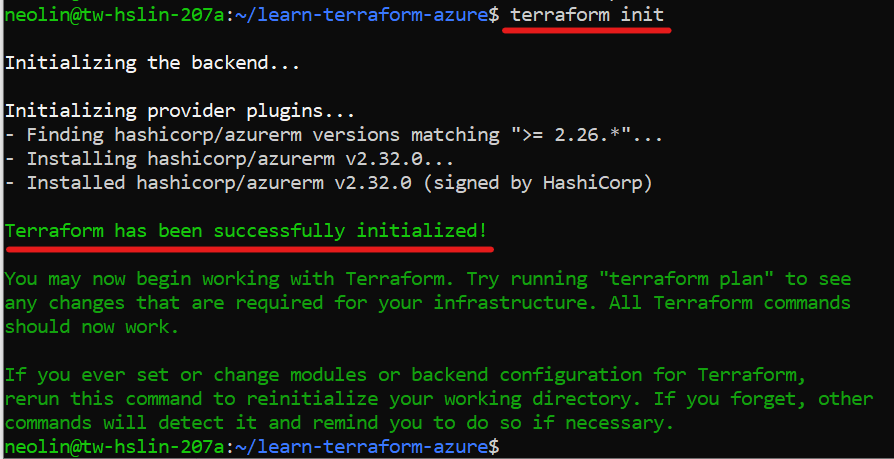 neolin@tw-hslin-207a:~/learn-terraform-azure$ terraform init
Initializing the backend...
Initializing provider plugins...
- Finding hashicorp/azurerm versions matching ">= 2.26.*"...
- Installing hashicorp/azurerm v2.32.0...
- Installed hashicorp/azurerm v2.32.0 (signed by HashiCorp)
Terraform has been successfully initialized!
You may now begin working with Terraform. Try running "terraform plan" to see
any changes that are required for your infrastructure. All Terraform commands
should now work.
If you ever set or change modules or backend configuration for Terraform,
rerun this command to reinitialize your working directory. If you forget, other
commands will detect it and remind you to do so if necessary.
neolin@tw-hslin-207a:~/learn-terraform-azure$